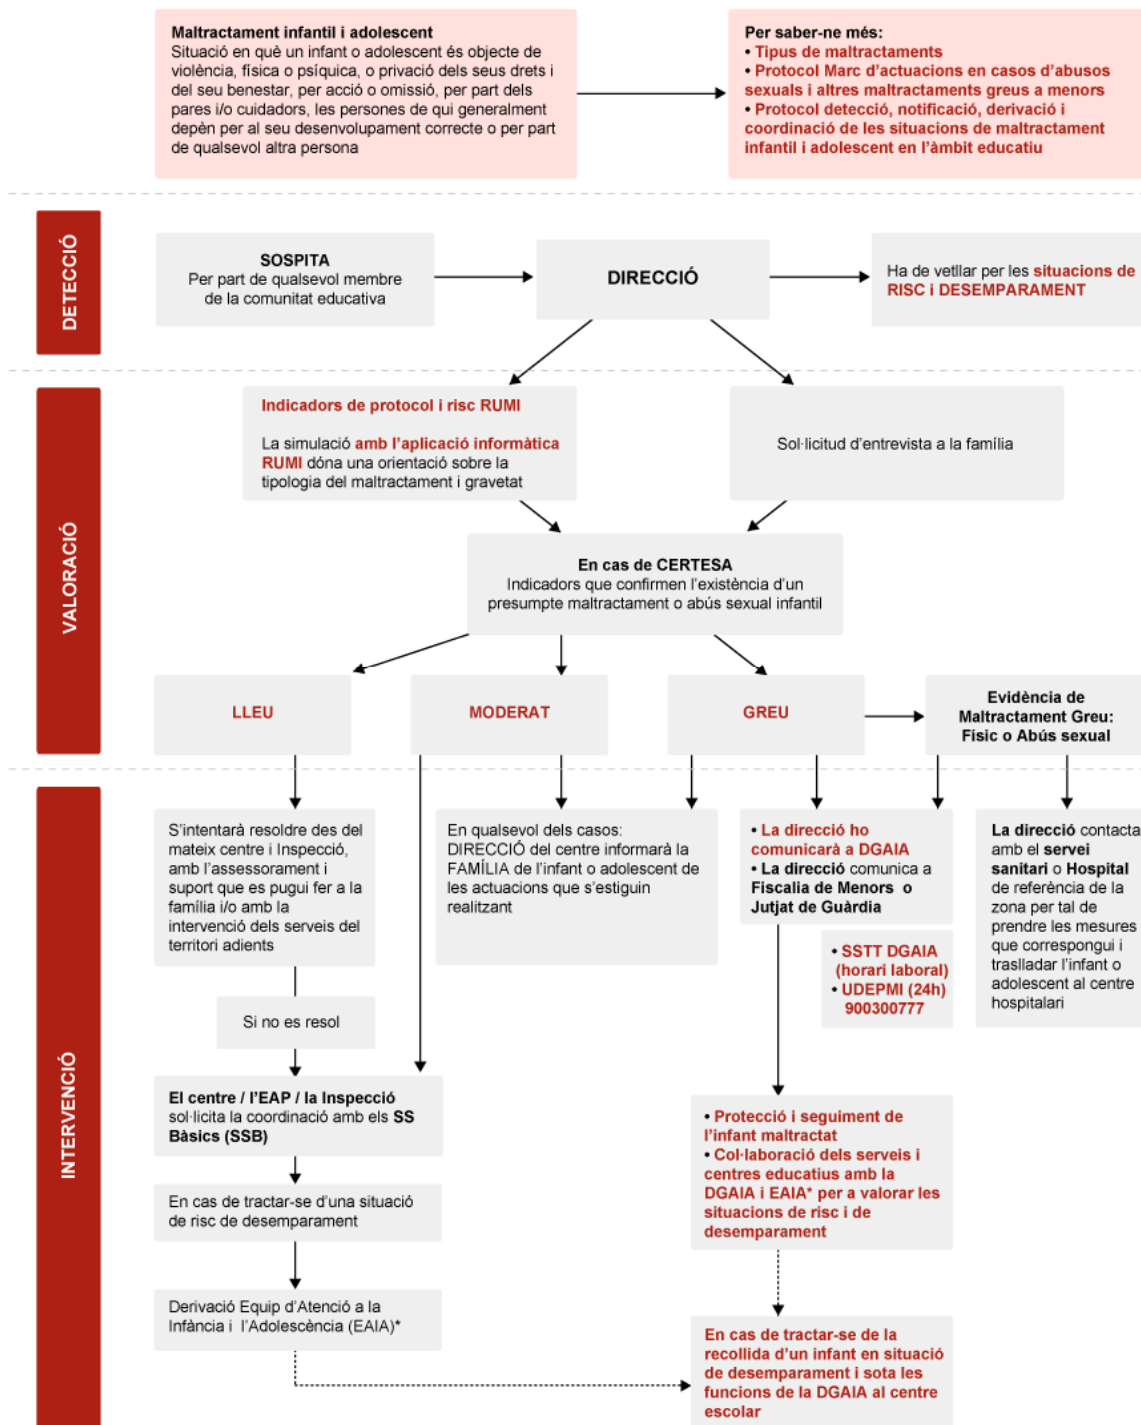 Maltractament infantil i adolescent
Situació en què un infant o adolescent és objecte de
violència, física o psíquica, o privació dels seus drets i
del seu benestar, per acció o omissió, per part dels
pares i/o cuidadors, les persones de qui generalment
depèn per al seu desenvolupament correcte o per part
de qualsevol altra persona
Per saber-ne més:
• Tipus de maltractaments
• Protocol Marc d'actuacions en casos d'abusos
sexuals i altres maltractaments greus a menors
• Protocol detecció, notificació, derivació i
coordinació de les situacions de maltractament
infantil i adolescent en l'àmbit educatiu
DETECCIÓ
SOSPITA
Per part de qualsevol membre
de la comunitat educativa
DIRECCIÓ
Ha de vetllar per les situacions de
RISC i DESEMPARAMENT
VALORACIÓ
Indicadors de protocol i risc RUMI
La simulació amb l'aplicació informàtica
RUMI dóna una orientació sobre la
tipologia del maltractament i gravetat
Sol·licitud d'entrevista a la família
En cas de CERTESA
Indicadors que confirmen l'existència d'un
presumpte maltractament o abús sexual infantil
LLEU
MODERAT
GREU
Evidència de
Maltractament Greu:
Físic o Abús sexual
INTERVENCIÓ
S'intentarà resoldre des del
mateix centre i Inspecció,
amb l'assessorament i
suport que es pugui fer a la
família i/o amb la
intervenció dels serveis del
territori adients
En qualsevol dels casos:
DIRECCIÓ del centre informarà la
FAMÍLIA de l'infant o adolescent de
les actuacions que s'estiguin
realitzant
• La direcció ho
comunicarà a DGAIA
• La direcció comunica a
Fiscalia de Menors o
Jutjat de Guàrdia
• SSTT DGAIA
(horari laboral)
• UDEPMI (24h)
900300777
La direcció contacta
amb el servei
sanitari o Hospital
de referència de la
zona per tal de
prendre les mesures
que correspongui i
traslladar l'infant o
adolescent al centre
hospitalari
Si no es resol
El centre / l'EAP / la Inspecció
sol·licita la coordinació amb els SS
Bàsics (SSB)
En cas de tractar-se d'una situació
de risc de desemparament
Derivació Equip d'Atenció a la
Infància i l'Adolescència (EAIA)*
• Protecció i seguiment de
l'infant maltractat
• Col·laboració dels serveis i
centres educatius amb la
DGAIA i EAIA* per a valorar les
situacions de risc i de
desemparament
En cas de tractar-se de la
recollida d'un infant en situació
de desemparament i sota les
funcions de la DGAIA al centre
escolar